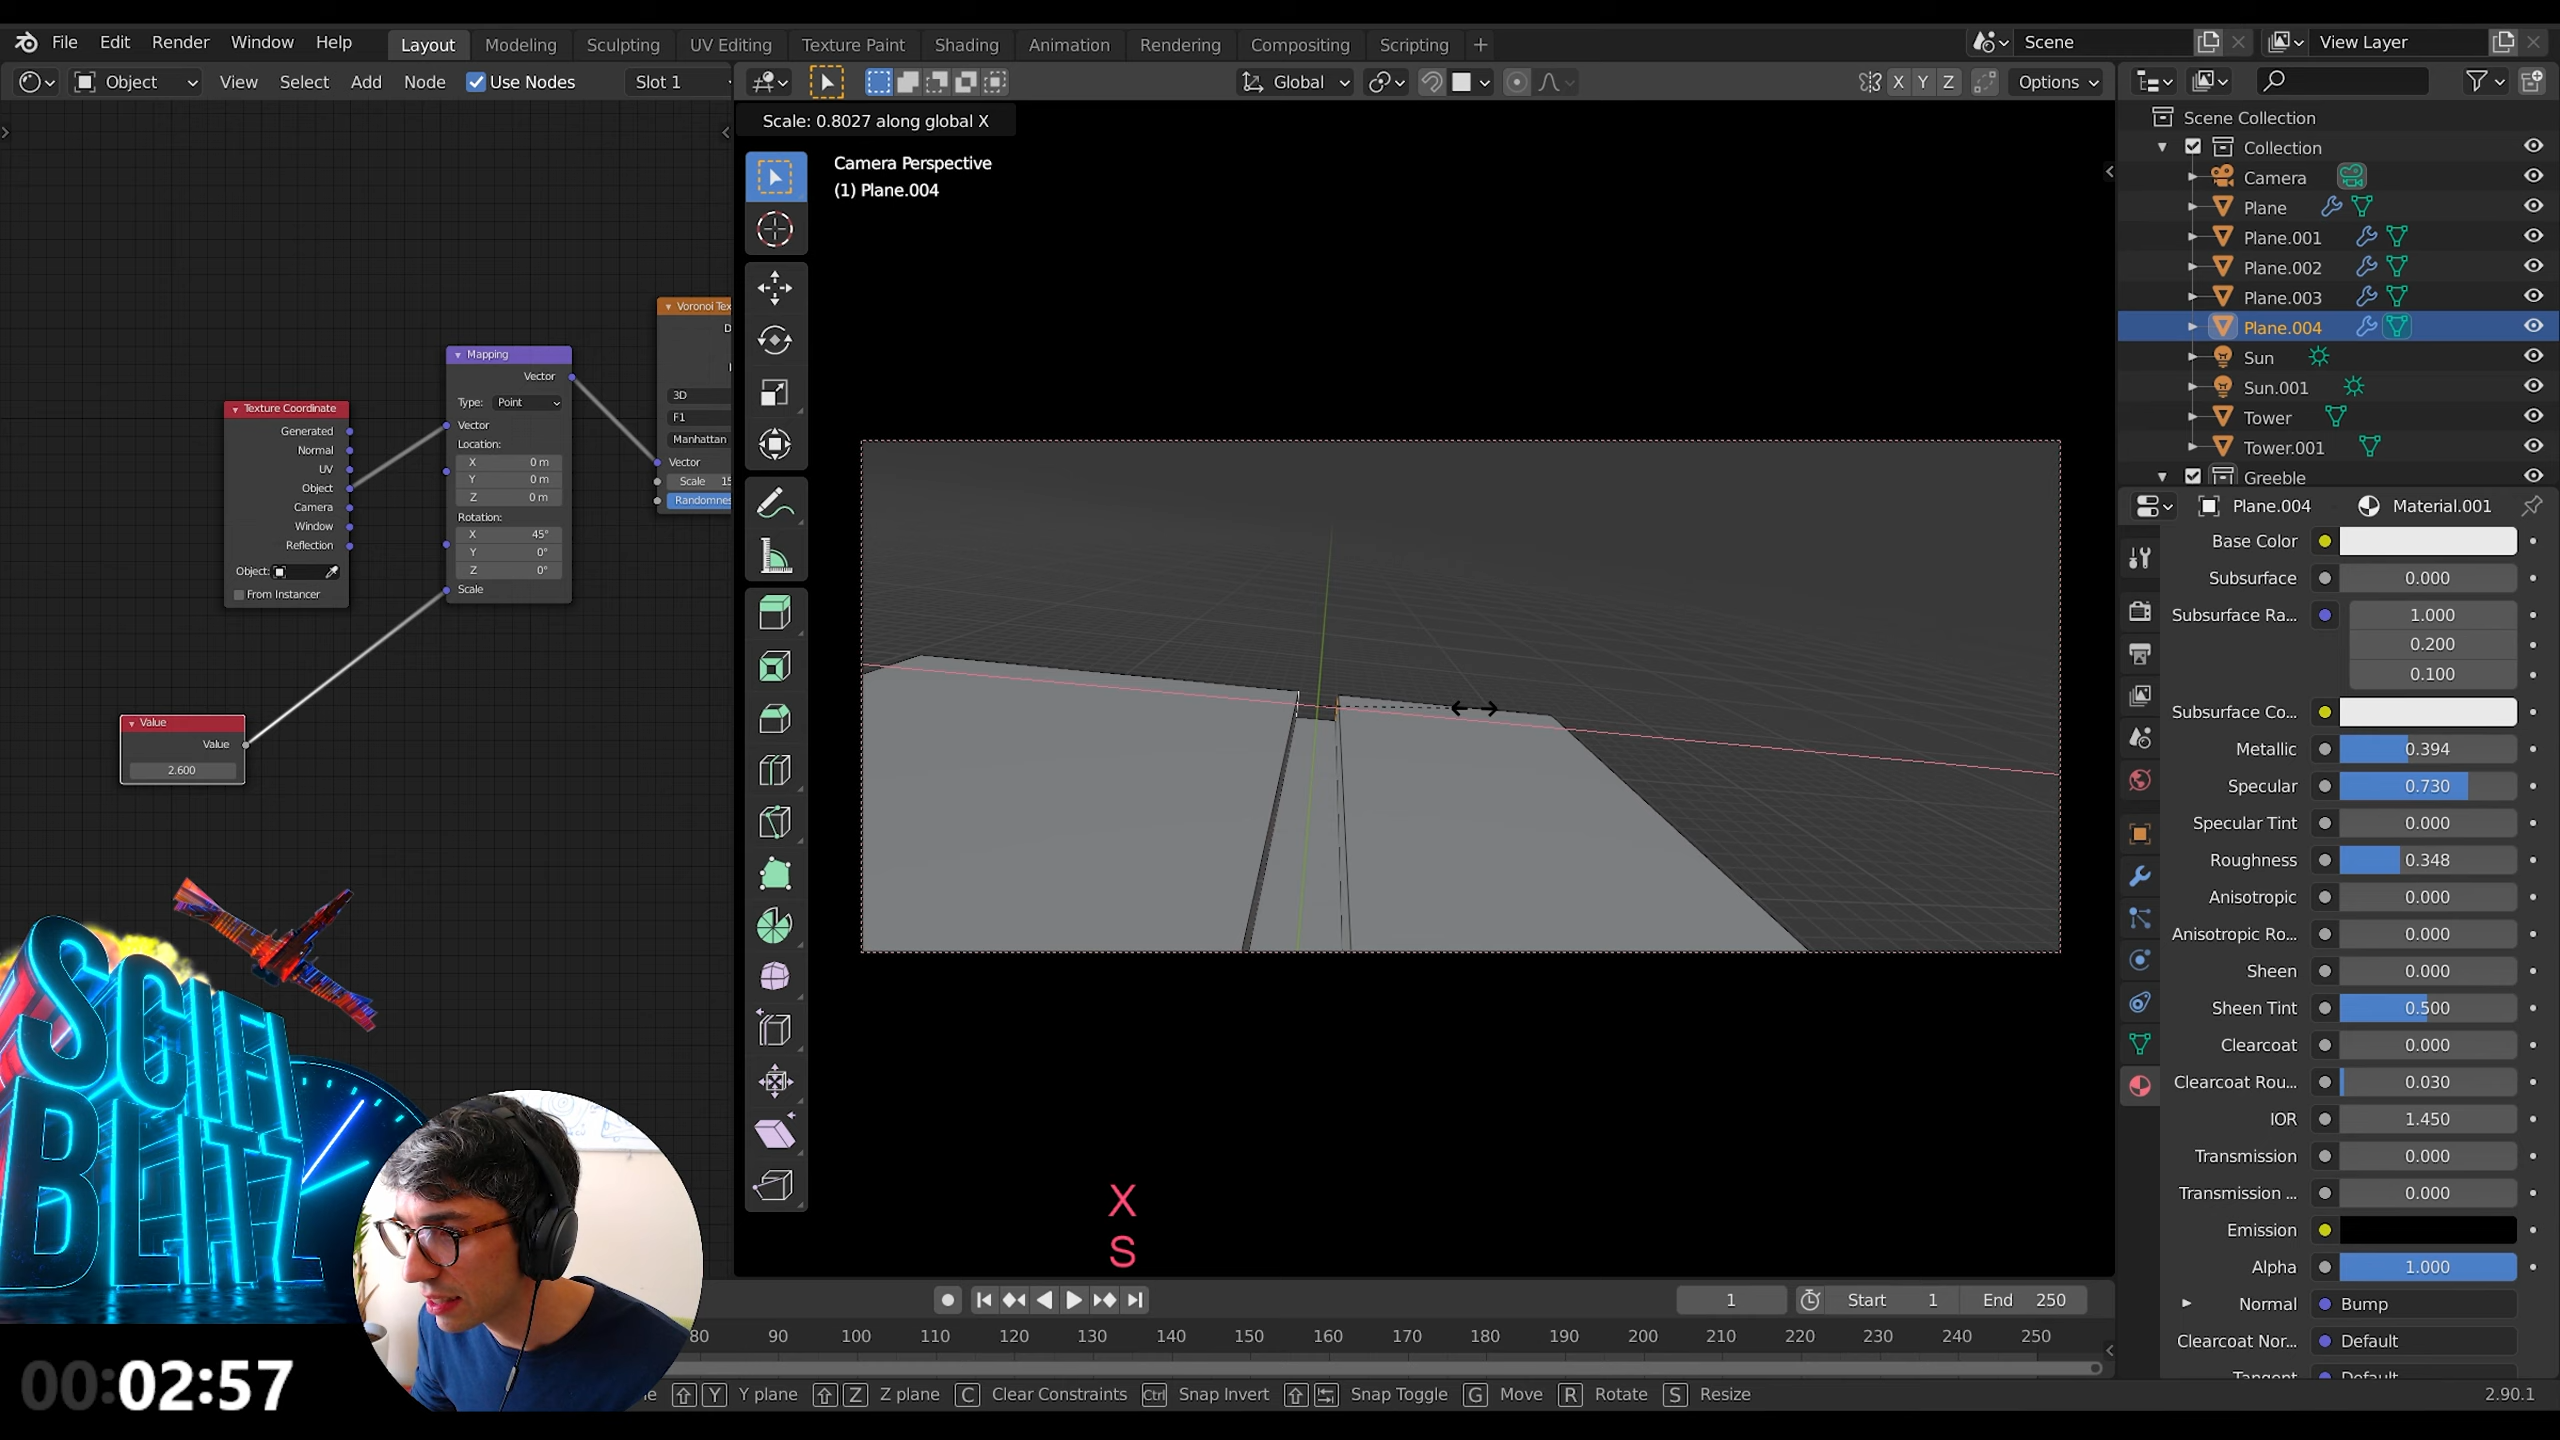 File Edit Render Window Help Layout Modeling Sculpting UV Editing Texture Paint Shading Animation Rendering Compositing Scripting + Scene View Layer
Object View Select Add Node Use Nodes Slot 1 Global X Y Z Options
Scale: 0.8027 along global X
Camera Perspective
(1) Plane.004
Voronoi Tex
3D
F1
Manhattan
Vector
Scale 15
Randomnes
Mapping
Vector
Type: Point
Vector
Location:
X 0 m
Y 0 m
Z 0 m
Rotation:
X 45°
Y 0°
Z 0°
Scale
Texture Coordinate
Generated
Normal
UV
Object
Camera
Window
Reflection
Object:
From Instancer
Value
Value
2.600
Scene Collection
Collection
Camera
Plane
Plane.001
Plane.002
Plane.003
Plane.004
Sun
Sun.001
Tower
Tower.001
Greeble
Plane.004 Material.001
Base Color
Subsurface 0.000
Subsurface Ra... 1.000
0.200
0.100
Subsurface Co...
Metallic 0.394
Specular 0.730
Specular Tint 0.000
Roughness 0.348
Anisotropic 0.000
Anisotropic Ro... 0.000
Sheen 0.000
Sheen Tint 0.500
Clearcoat 0.000
Clearcoat Rou... 0.030
IOR 1.450
Transmission 0.000
Transmission ... 0.000
Emission
Alpha 1.000
Normal Bump
Clearcoat Nor... Default
Tangent Default
X
S
SCIFI
BLITZ
00:02:57
1 Start 1 End 250
80 90 100 110 120 130 140 150 160 170 180 190 200 210 220 230 240 250
Y Y plane Z Z plane C Clear Constraints Ctrl Snap Invert Snap Toggle G Move R Rotate S Resize 2.90.1